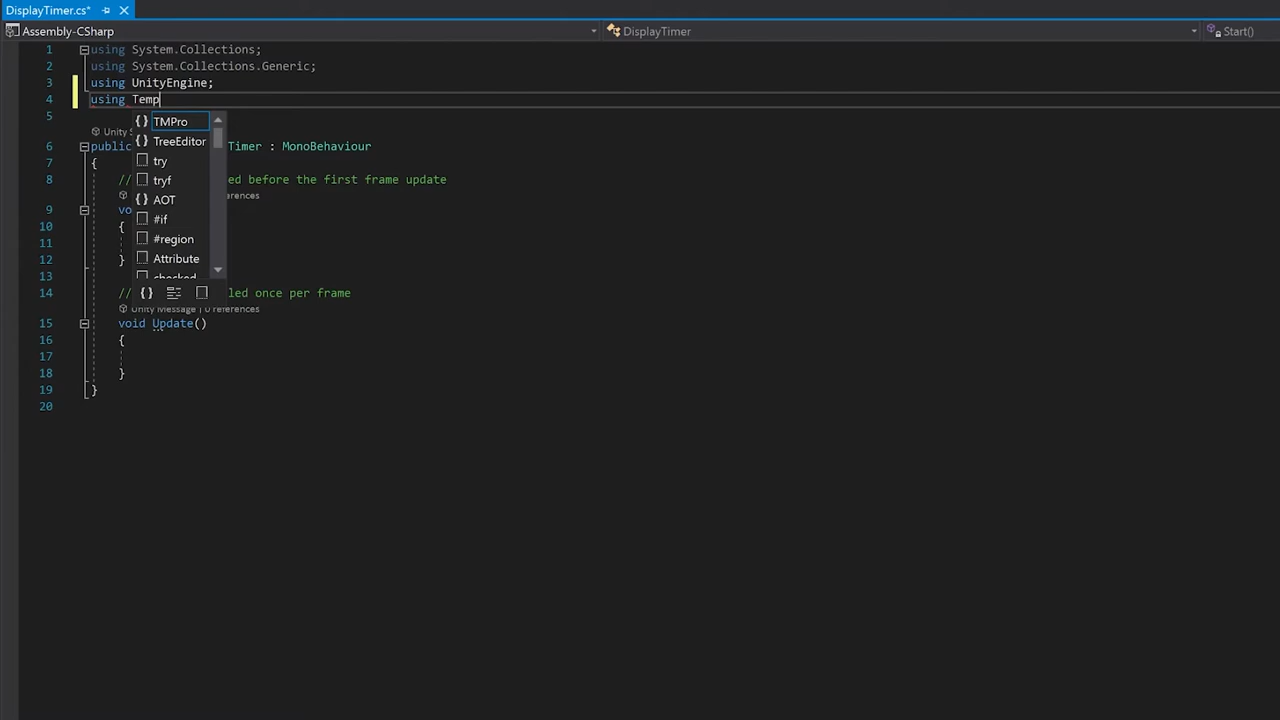 DisplayTimer.cs*
Assembly-CSharp DisplayTimer Start()
1 using System.Collections;
2 using System.Collections.Generic;
3 using UnityEngine;
4 using Temp
5 TMPro
Unity S
TreeEditor
6 public Timer : MonoBehaviour
7 { try
8 // ed before the first frame update
tryf
erences
AOT
9 vo
#if
10 {
11 #region
12 } Attribute
13 checked
14 // led once per frame
Unity Message | 0 references
15 void Update()
16 {
17
18 }
19 }
20